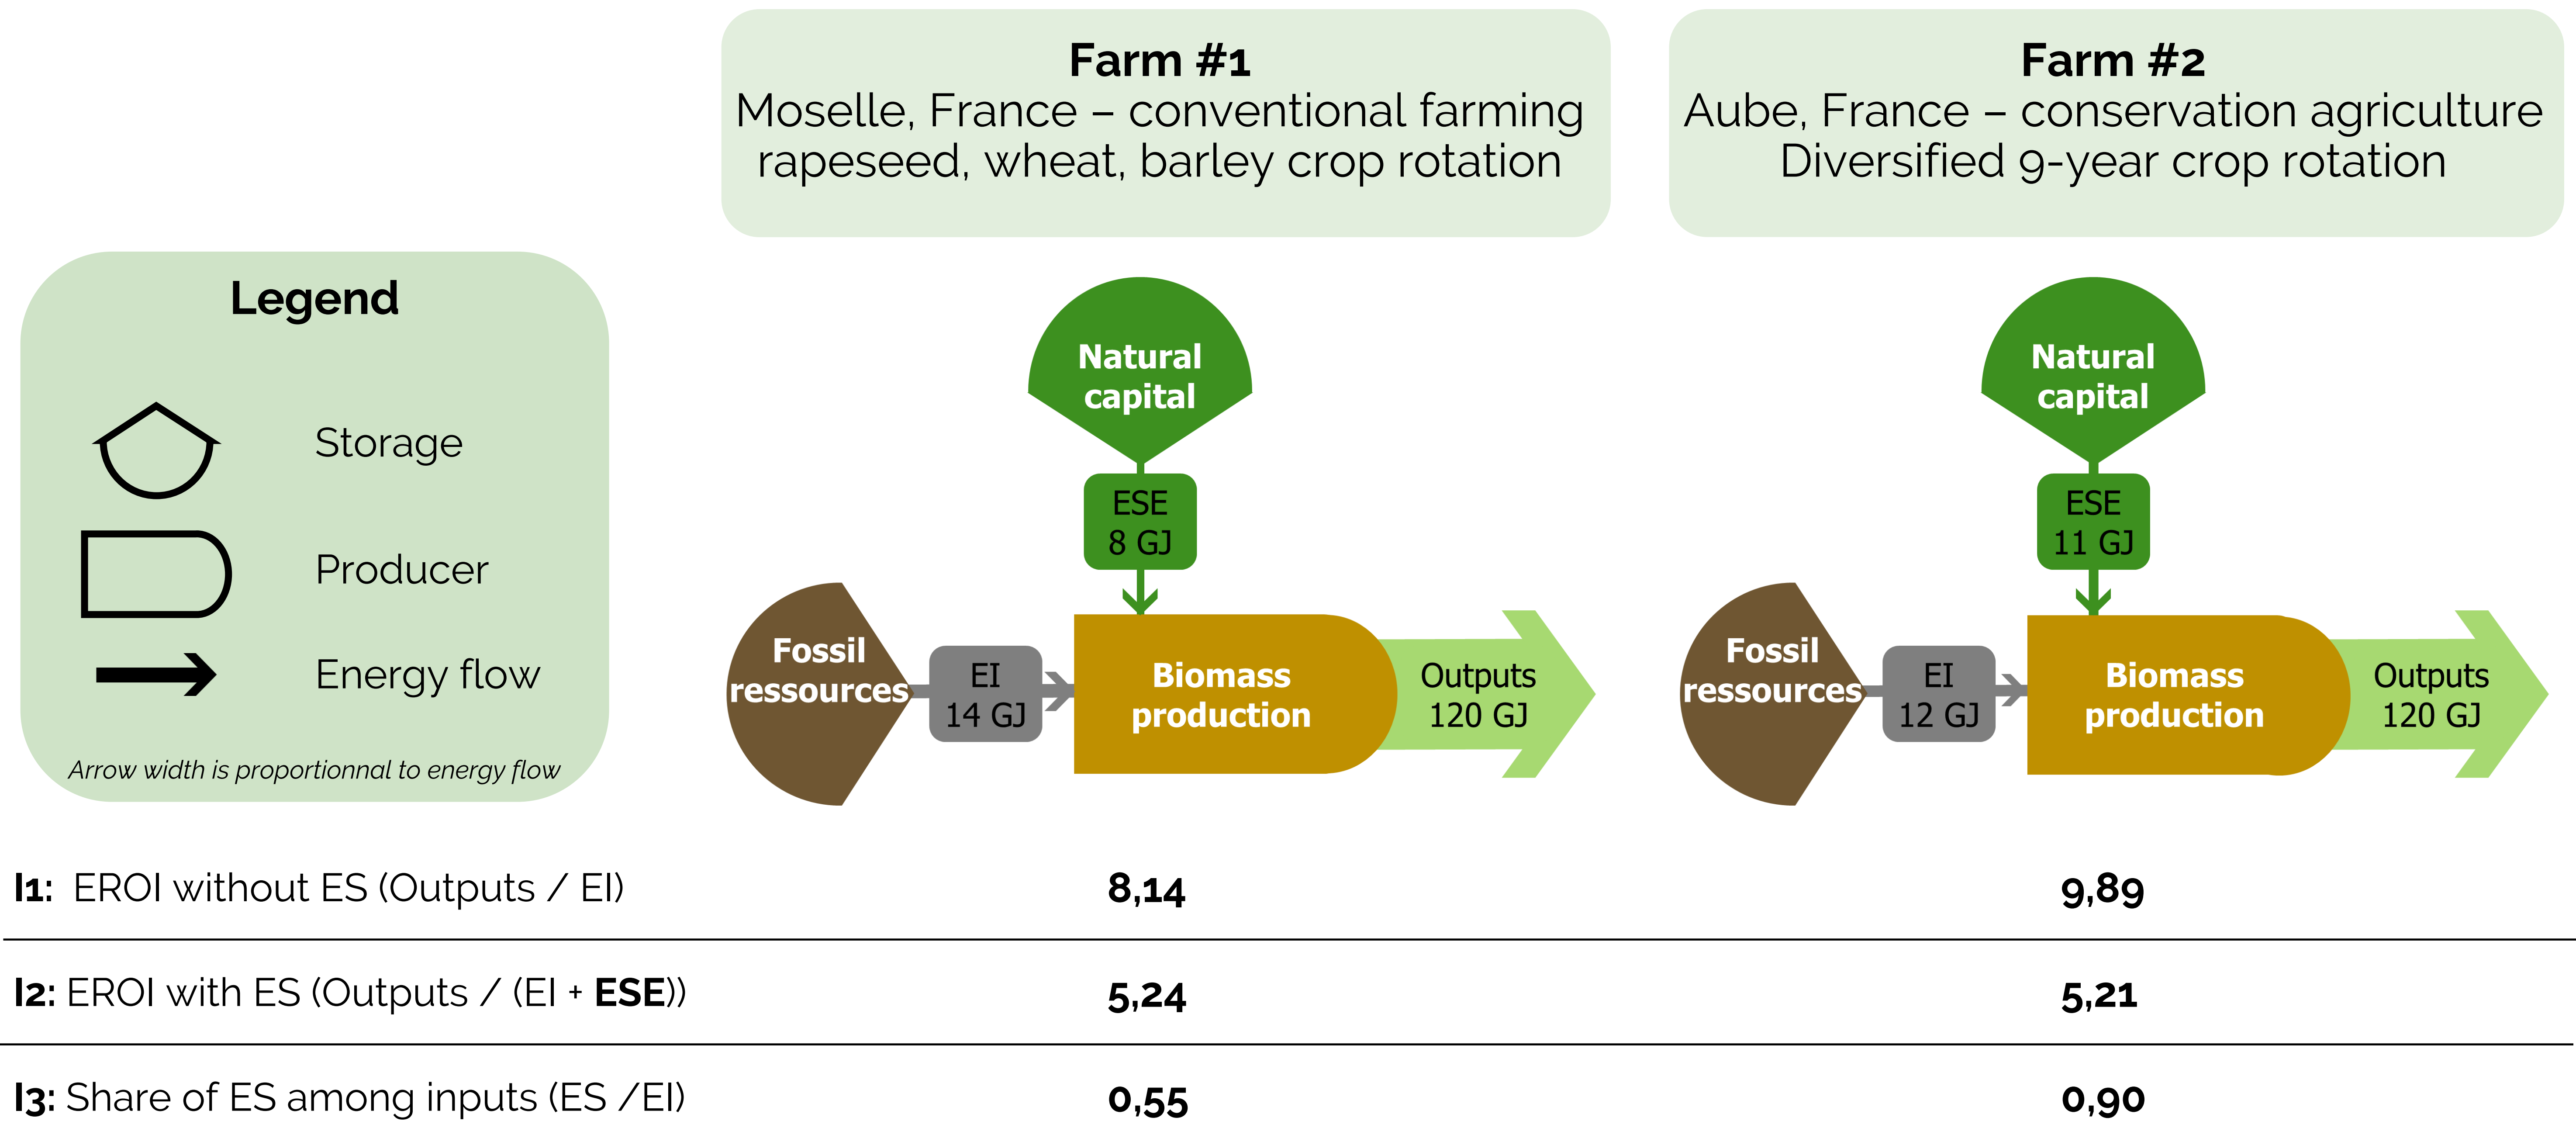 Farm #1
Moselle, France – conventional farming
rapeseed, wheat, barley crop rotation
Farm #2
Aube, France – conservation agriculture
Diversified 9-year crop rotation
Legend
Storage
Producer
Energy flow
Arrow width is proportionnal to energy flow
Natural
capital
ESE
8 GJ
Fossil
ressources
EI
14 GJ
Biomass
production
Outputs
120 GJ
Natural
capital
ESE
11 GJ
Fossil
ressources
EI
12 GJ
Biomass
production
Outputs
120 GJ
I1: EROI without ES (Outputs / EI) 8,14 9,89
I2: EROI with ES (Outputs / (EI + ESE)) 5,24 5,21
I3: Share of ES among inputs (ES /EI) 0,55 0,90